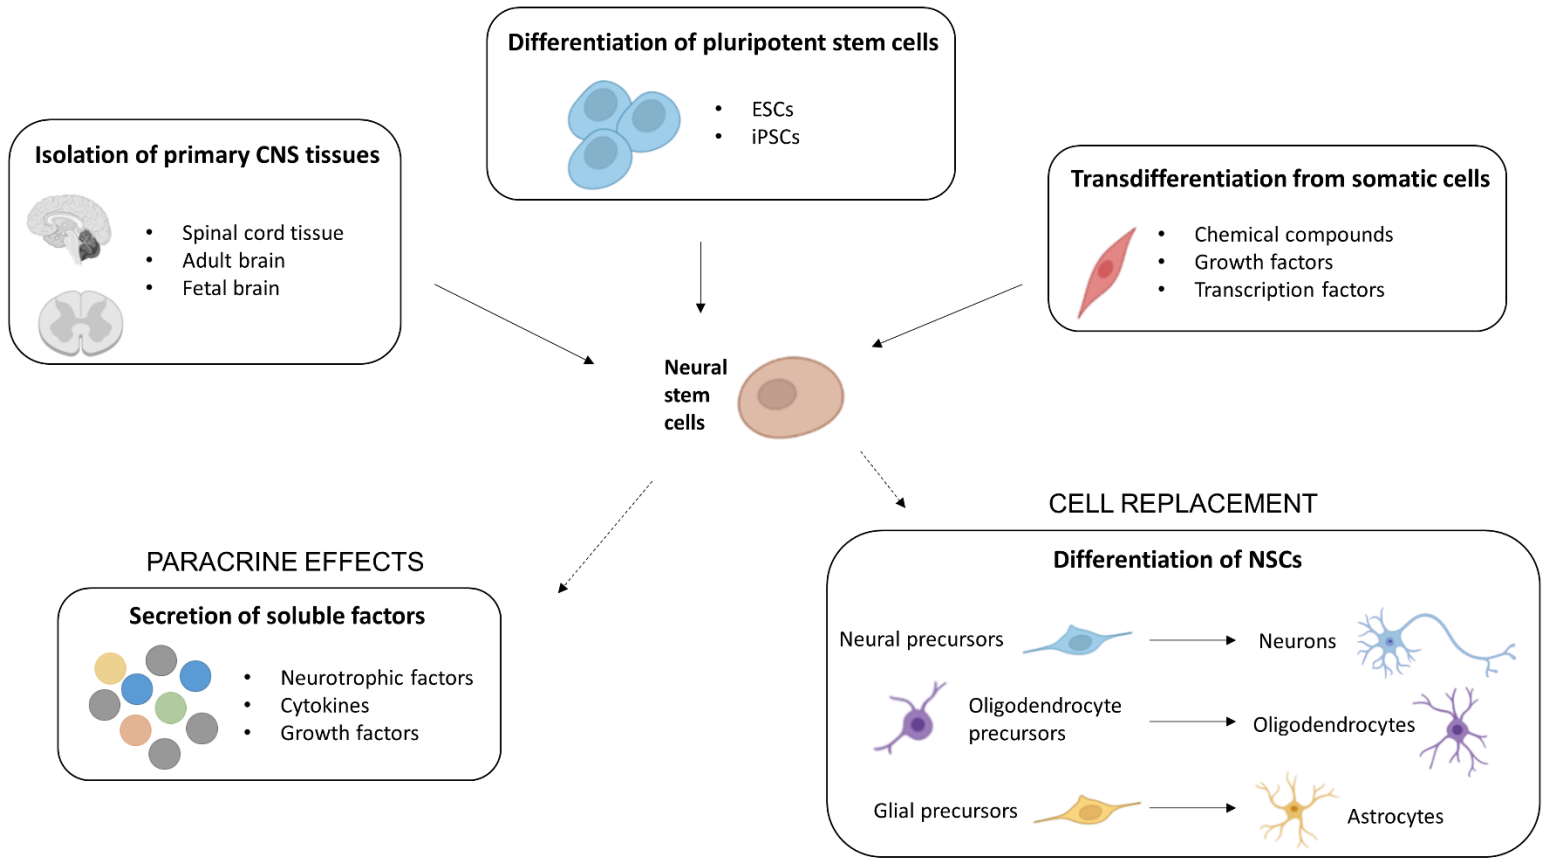 Differentiation of pluripotent stem cells
• ESCs
• iPSCs
Isolation of primary CNS tissues
• Spinal cord tissue
• Adult brain
• Fetal brain
Transdifferentiation from somatic cells
• Chemical compounds
• Growth factors
• Transcription factors
Neural
stem
cells
PARACRINE EFFECTS
Secretion of soluble factors
• Neurotrophic factors
• Cytokines
• Growth factors
CELL REPLACEMENT
Differentiation of NSCs
Neural precursors
Neurons
Oligodendrocyte
precursors
Oligodendrocytes
Glial precursors
Astrocytes